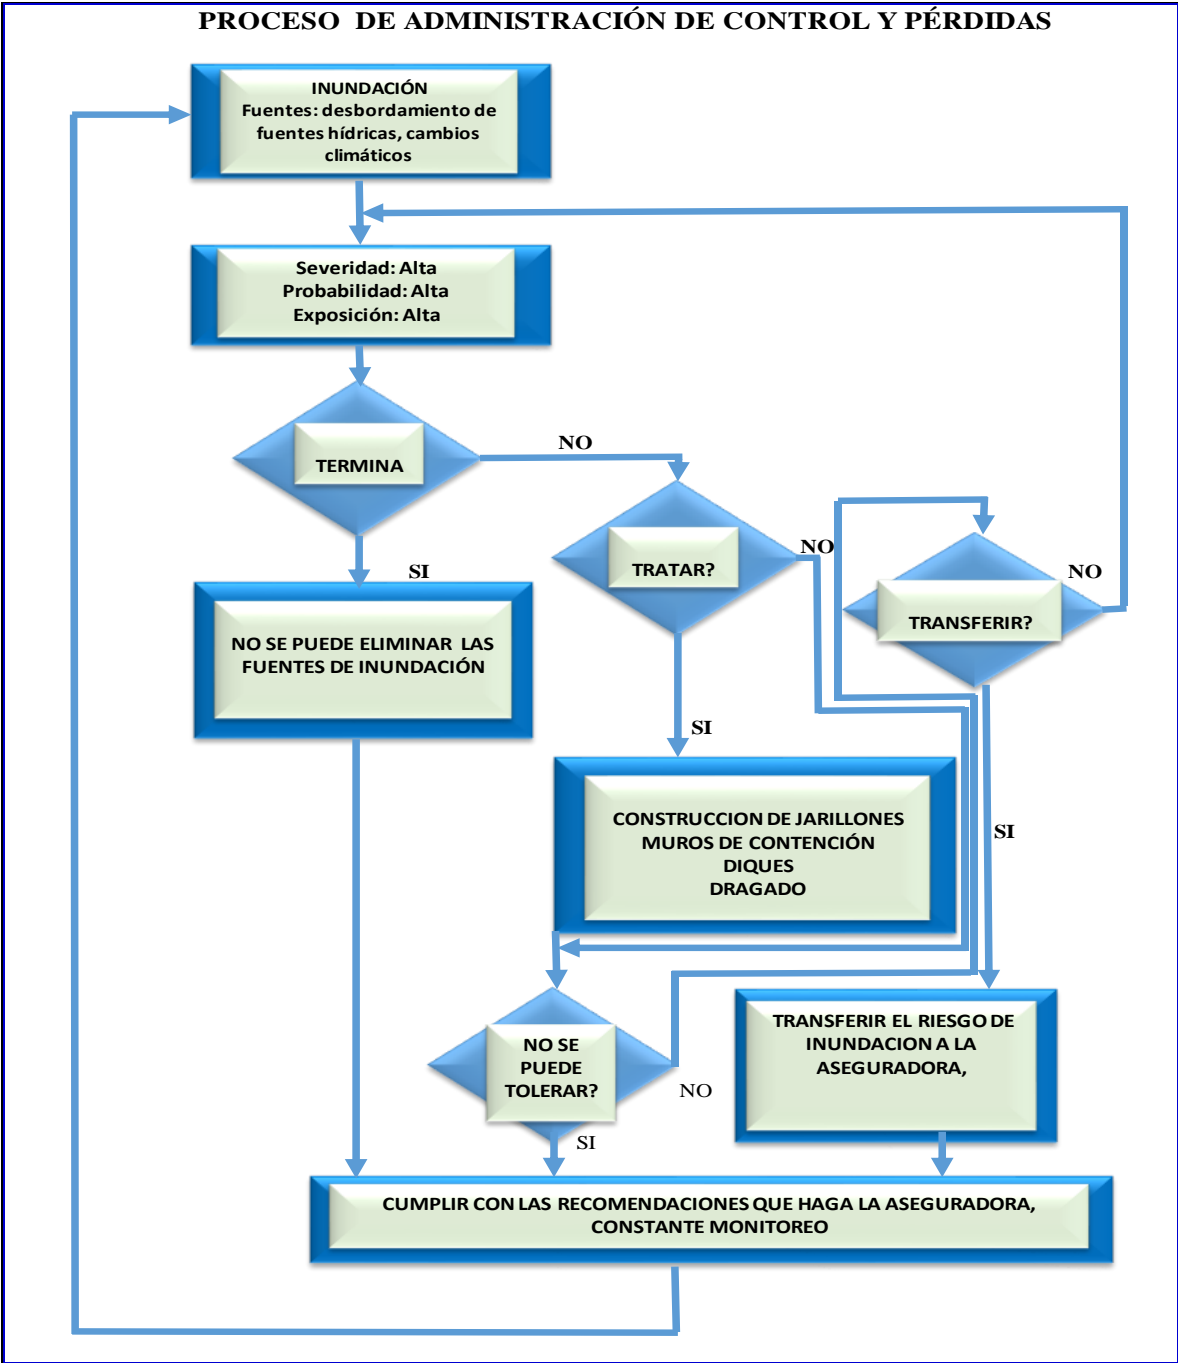 PROCESO DE ADMINISTRACIÓN DE CONTROL Y PÉRDIDAS
INUNDACIÓN
Fuentes: desbordamiento de
fuentes hídricas, cambios
climáticos
Severidad: Alta
Probabilidad: Alta
Exposición: Alta
TERMINA
NO
SI
NO SE PUEDE ELIMINAR LAS
FUENTES DE INUNDACIÓN
TRATAR?
NO
SI
CONSTRUCCION DE JARILLONES
MUROS DE CONTENCIÓN
DIQUES
DRAGADO
TRANSFERIR?
NO
SI
NO SE
PUEDE
TOLERAR?
NO
SI
TRANSFERIR EL RIESGO DE
INUNDACION A LA
ASEGURADORA,
CUMPLIR CON LAS RECOMENDACIONES QUE HAGA LA ASEGURADORA,
CONSTANTE MONITOREO